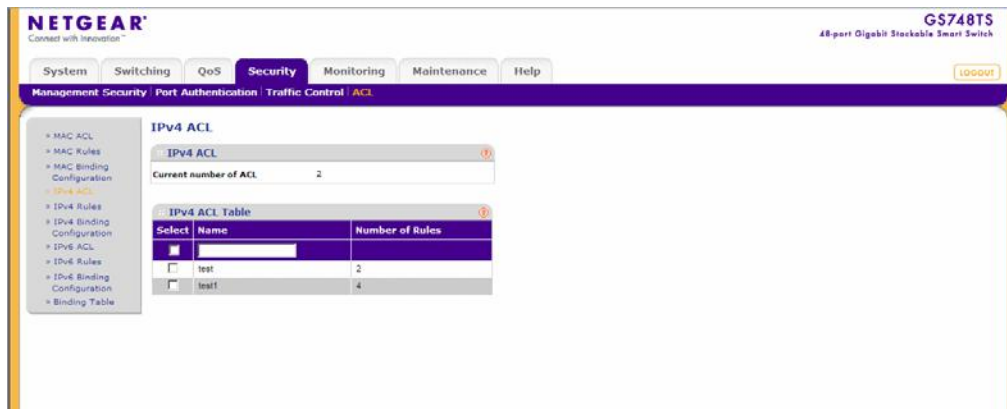 NETGEAR®
Connect with Innovation™
GS748TS
48-port Gigabit Stackable Smart Switch
System Switching QoS Security Monitoring Maintenance Help
LOGOUT
Management Security Port Authentication Traffic Control ACL
» MAC ACL
» MAC Rules
» MAC Binding
Configuration
» IPv4 ACL
» IPv4 Rules
» IPv4 Binding
Configuration
» IPv6 ACL
» IPv6 Rules
» IPv6 Binding
Configuration
» Binding Table
IPv4 ACL
IPv4 ACL
Current number of ACL 2
IPv4 ACL Table
Select Name Number of Rules
test 2
test1 4